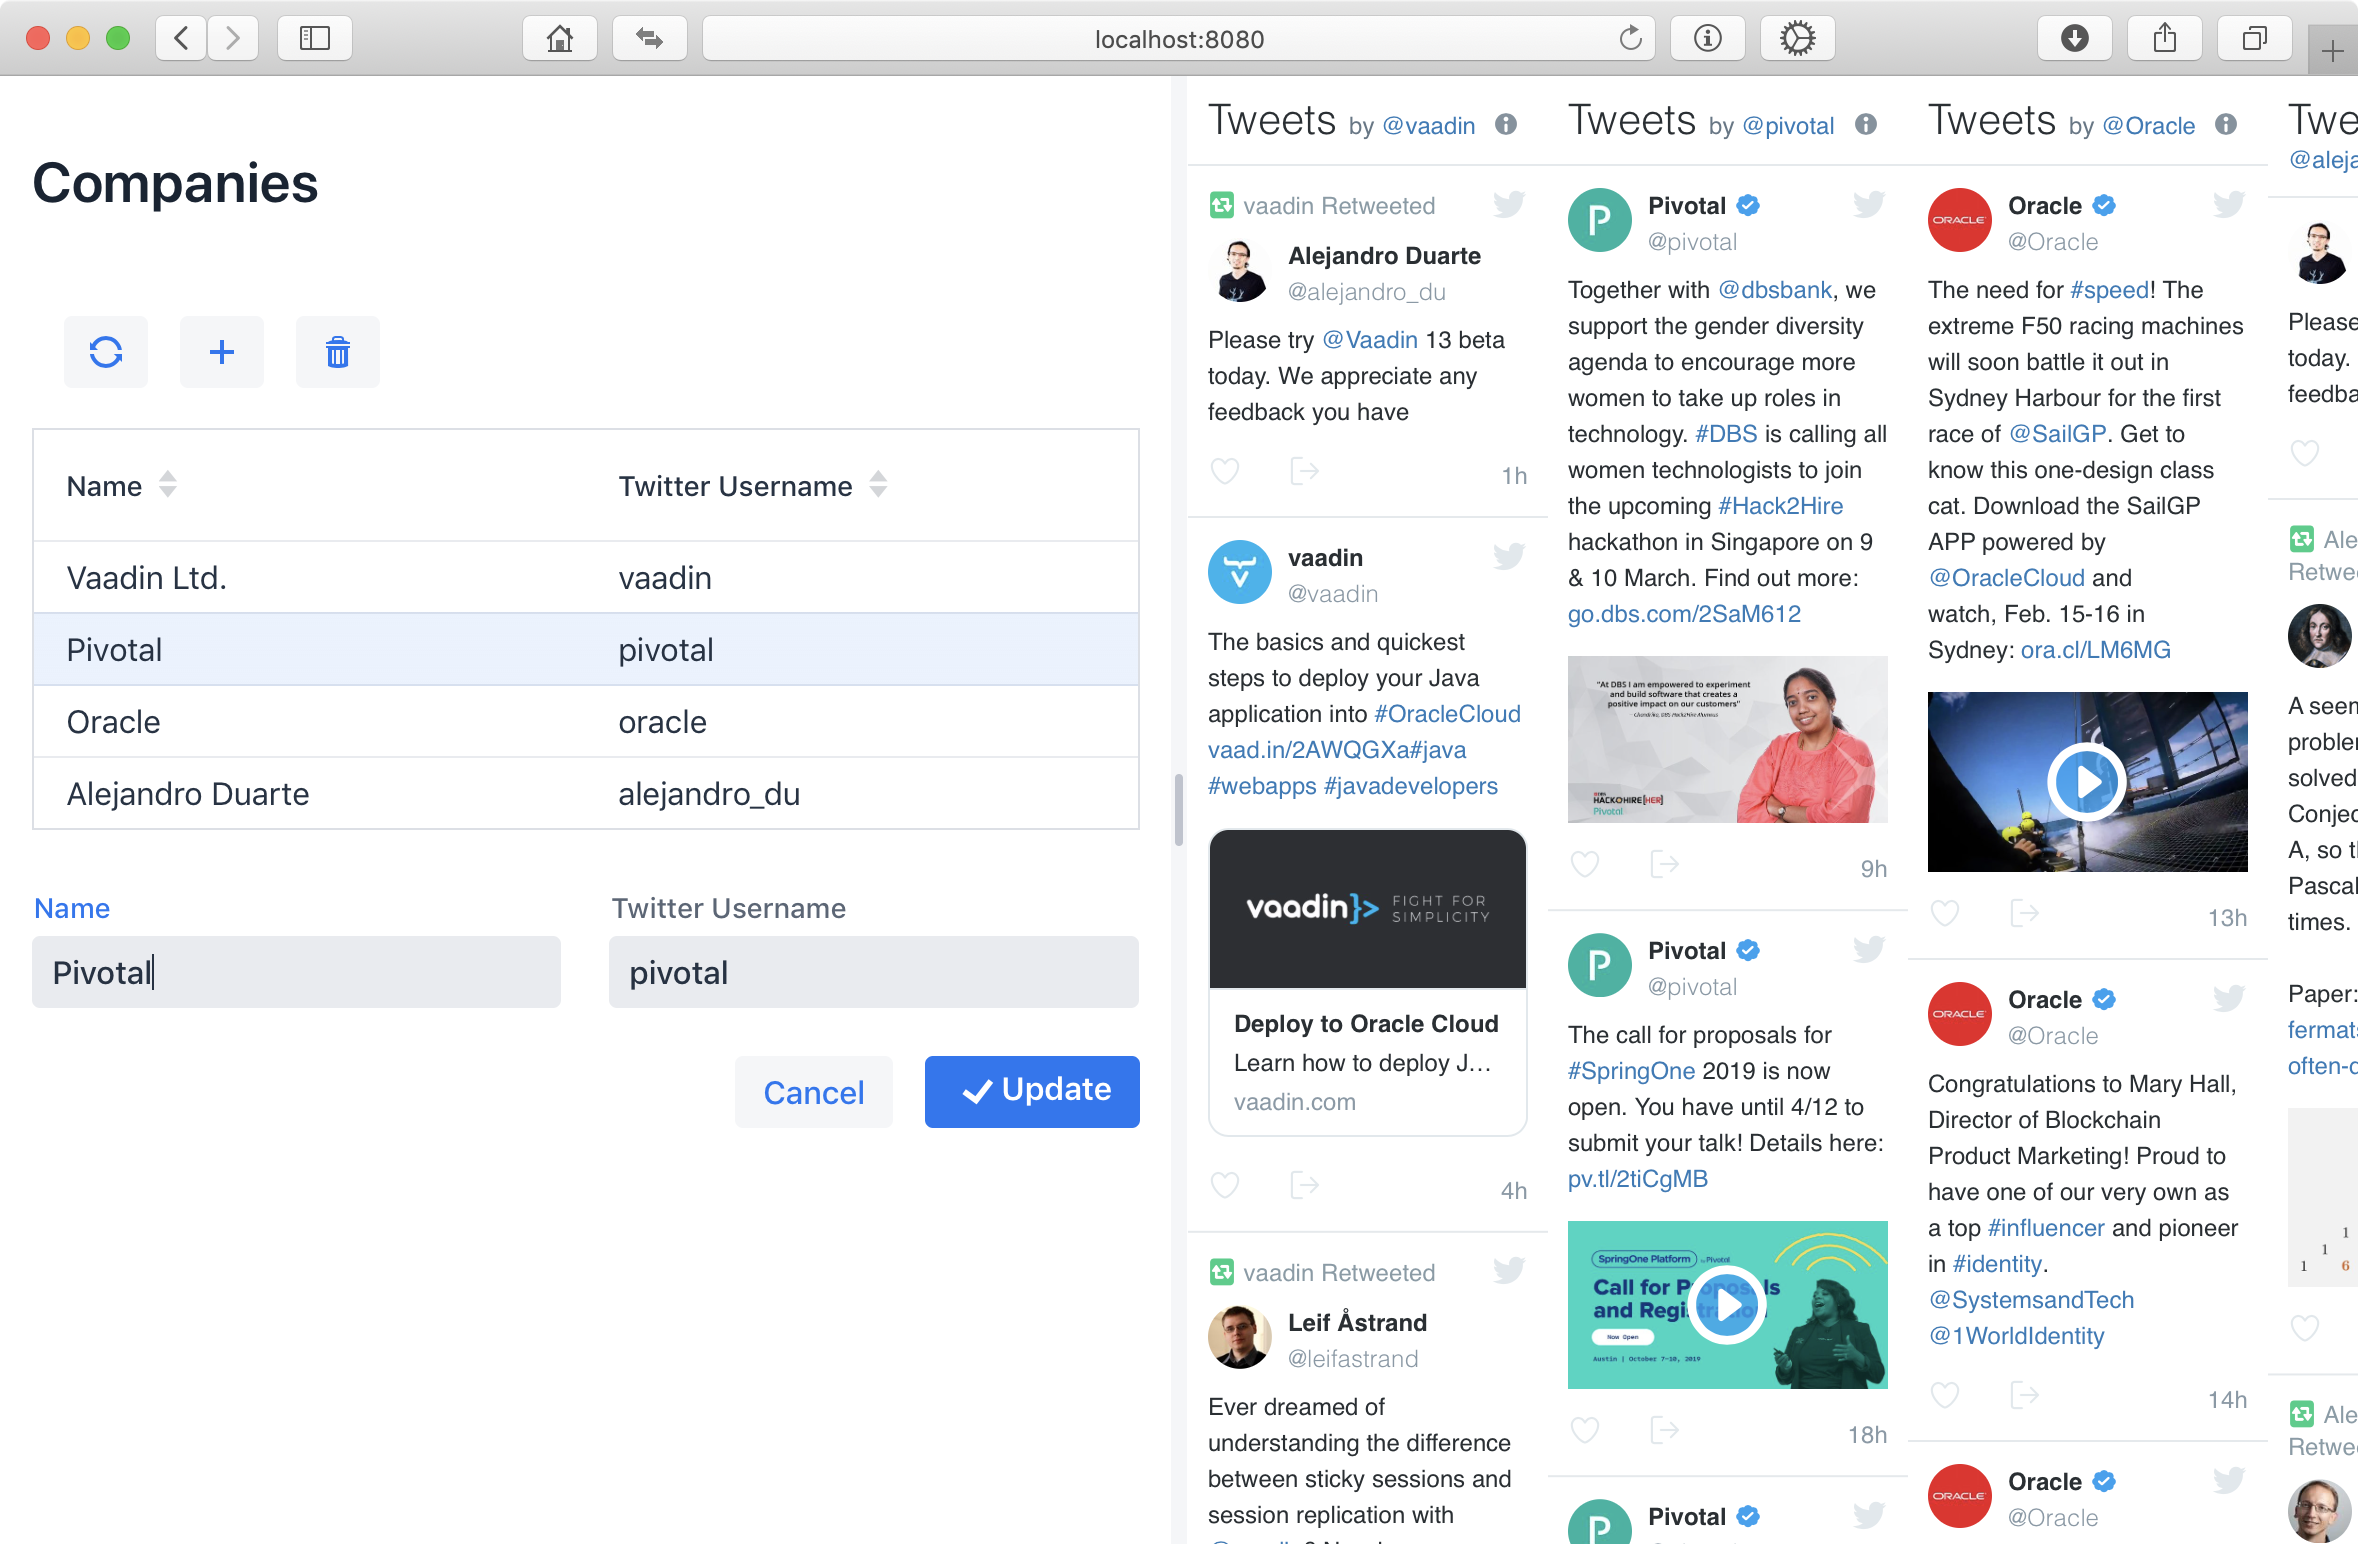 localhost:8080
Companies
Name
Twitter Username
Vaadin Ltd.
vaadin
Pivotal
pivotal
Oracle
oracle
Alejandro Duarte
alejandro_du
Name
Twitter Username
Pivotal
pivotal
Cancel
Update
Tweets by @vaadin
vaadin Retweeted
Alejandro Duarte
@alejandro_du
Please try @Vaadin 13 beta
today. We appreciate any
feedback you have
1h
vaadin
@vaadin
The basics and quickest
steps to deploy your Java
application into #OracleCloud
vaad.in/2AWQGXa#java
#webapps #javadevelopers
vaadin}>
FIGHT FOR
SIMPLICITY
Deploy to Oracle Cloud
Learn how to deploy J...
vaadin.com
4h
vaadin Retweeted
Leif Åstrand
@leifastrand
Ever dreamed of
understanding the difference
between sticky sessions and
session replication with
Tweets by @pivotal
Pivotal
@pivotal
Together with @dbsbank, we
support the gender diversity
agenda to encourage more
women to take up roles in
technology. #DBS is calling all
women technologists to join
the upcoming #Hack2Hire
hackathon in Singapore on 9
& 10 March. Find out more:
go.dbs.com/2SaM612
"At DBS I am empowered to experiment
and build software that creates a
positive impact on our customers"
- Chandrika, DBS Hack2Hire Alumnus
HACK2HIRE [HER]
Pivotal
9h
Pivotal
@pivotal
The call for proposals for
#SpringOne 2019 is now
open. You have until 4/12 to
submit your talk! Details here:
pv.tl/2tiCgMB
SpringOne Platform by Pivotal
Call for Proposals
and Registration
Now Open
Austin | October 7-10, 2019
18h
Pivotal
Tweets by @Oracle
ORACLE
Oracle
@Oracle
The need for #speed! The
extreme F50 racing machines
will soon battle it out in
Sydney Harbour for the first
race of @SailGP. Get to
know this one-design class
cat. Download the SailGP
APP powered by
@OracleCloud and
watch, Feb. 15-16 in
Sydney: ora.cl/LM6MG
13h
ORACLE
Oracle
@Oracle
Congratulations to Mary Hall,
Director of Blockchain
Product Marketing! Proud to
have one of our very own as
a top #influencer and pioneer
in #identity.
@SystemsandTech
@1WorldIdentity
14h
ORACLE
Oracle
@Oracle
Twe
@aleja
Please
today.
feedba
Ale
Retwe
A seen
probler
solved
Conjec
A, so t
Pascal
times.
Paper:
fermat
often-c
1
1
1 6
Ale
Retwe